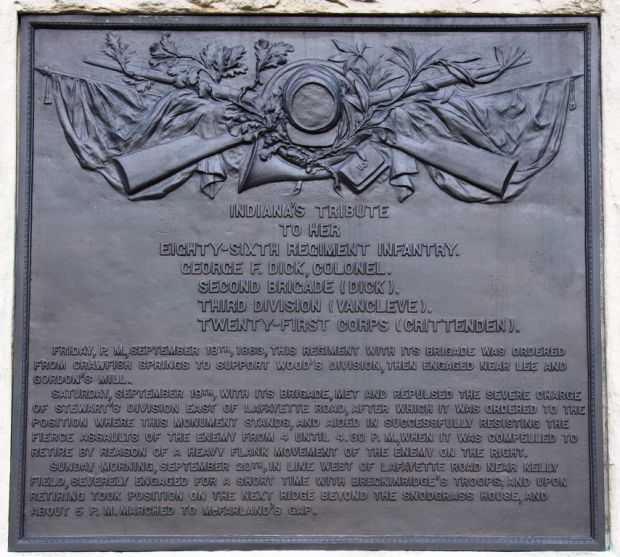 INDIANA'S TRIBUTE
TO HER
EIGHTY-SIXTH REGIMENT INFANTRY.
GEORGE F. DICK, COLONEL.
SECOND BRIGADE (DICK).
THIRD DIVISION (VANCLEVE).
TWENTY-FIRST CORPS (CRITTENDEN).
FRIDAY, P. M., SEPTEMBER 18TH, 1863, THIS REGIMENT WITH ITS BRIGADE WAS ORDERED
FROM CRAWFISH SPRINGS TO SUPPORT WOOD'S DIVISION, THEN ENGAGED NEAR LEE AND
GORDON'S MILL.
SATURDAY, SEPTEMBER 19TH, WITH ITS BRIGADE, MET AND REPULSED THE SEVERE CHARGE
OF STEWART'S DIVISION EAST OF LAFAYETTE ROAD, AFTER WHICH IT WAS ORDERED TO THE
POSITION WHERE THIS MONUMENT STANDS, AND AIDED IN SUCCESSFULLY RESISTING THE
FIERCE ASSAULTS OF THE ENEMY FROM 4 UNTIL 4.30 P. M., WHEN IT WAS COMPELLED TO
RETIRE BY REASON OF A HEAVY FLANK MOVEMENT OF THE ENEMY ON THE RIGHT.
SUNDAY MORNING, SEPTEMBER 20TH, IN LINE WEST OF LAFAYETTE ROAD NEAR KELLY
FIELD, SEVERELY ENGAGED FOR A SHORT TIME WITH BRECKINRIDGE'S TROOPS; AND UPON
RETIRING TOOK POSITION ON THE NEXT RIDGE BEYOND THE SNODGRASS HOUSE, AND
ABOUT 5 P. M. MARCHED TO MCFARLAND'S GAP.